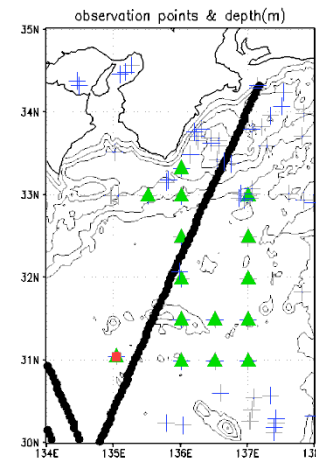 observation points & depth(m)
35N
34N
33N
32N
31N
30N
134E 135E 136E 137E